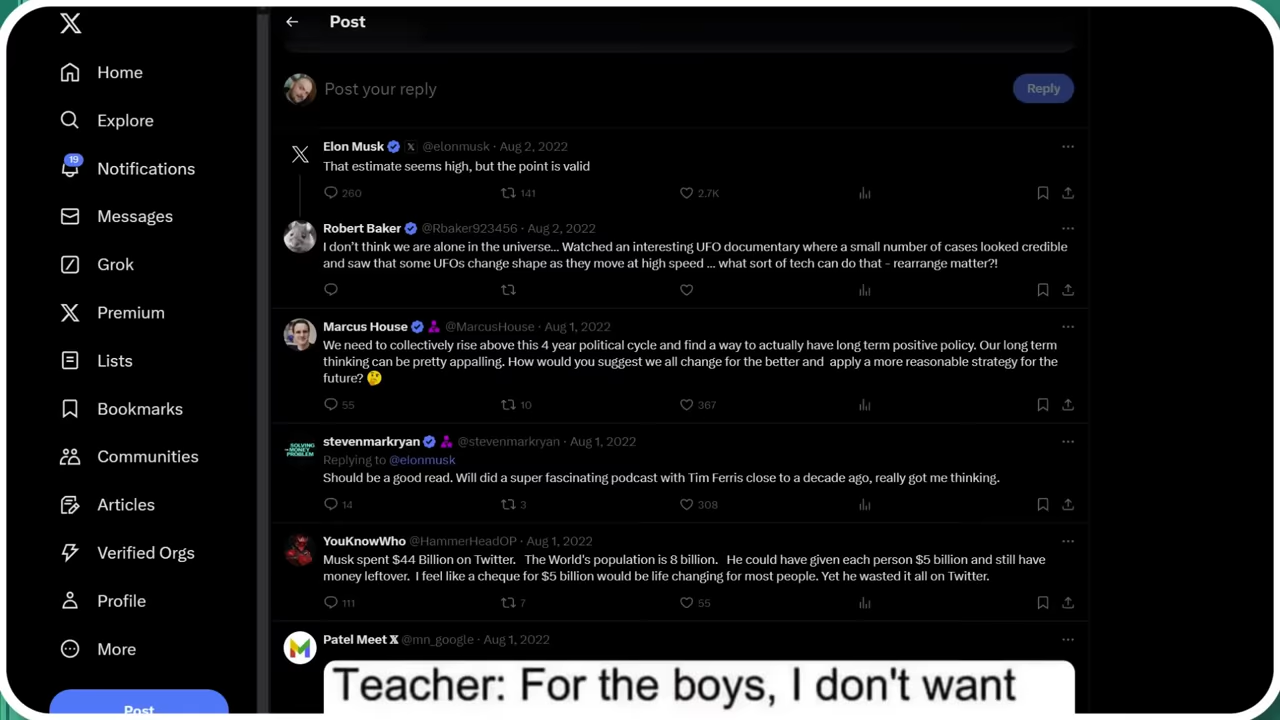 Post
Home
Post your reply
Reply
Explore
Elon Musk @elonmusk · Aug 2, 2022
That estimate seems high, but the point is valid
19
Notifications
260 141 2.7K
Messages
Robert Baker @Rbaker923456 · Aug 2, 2022
I don't think we are alone in the universe... Watched an interesting UFO documentary where a small number of cases looked credible
and saw that some UFOs change shape as they move at high speed ... what sort of tech can do that - rearrange matter?!
Grok
Premium
Marcus House @MarcusHouse · Aug 1, 2022
We need to collectively rise above this 4 year political cycle and find a way to actually have long term positive policy. Our long term
thinking can be pretty appalling. How would you suggest we all change for the better and apply a more reasonable strategy for the
future? 🤔
Lists
55 10 367
Bookmarks
stevenmarkryan @stevenmarkryan · Aug 1, 2022
Replying to @elonmusk
Should be a good read. Will did a super fascinating podcast with Tim Ferris close to a decade ago, really got me thinking.
SOLVING
MONEY
PROBLEM
Communities
14 3 308
Articles
YouKnowWho @HammerHeadOP · Aug 1, 2022
Musk spent $44 Billion on Twitter. The World's population is 8 billion. He could have given each person $5 billion and still have
money leftover. I feel like a cheque for $5 billion would be life changing for most people. Yet he wasted it all on Twitter.
Verified Orgs
111 7 55
Profile
Patel Meet X @mn_google · Aug 1, 2022
More
Teacher: For the boys, I don't want
Post